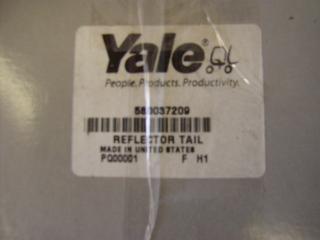 Yale®
People. Products. Productivity.
580037209
REFLECTOR TAIL
MADE IN UNITED STATES
PQ00001 F H1